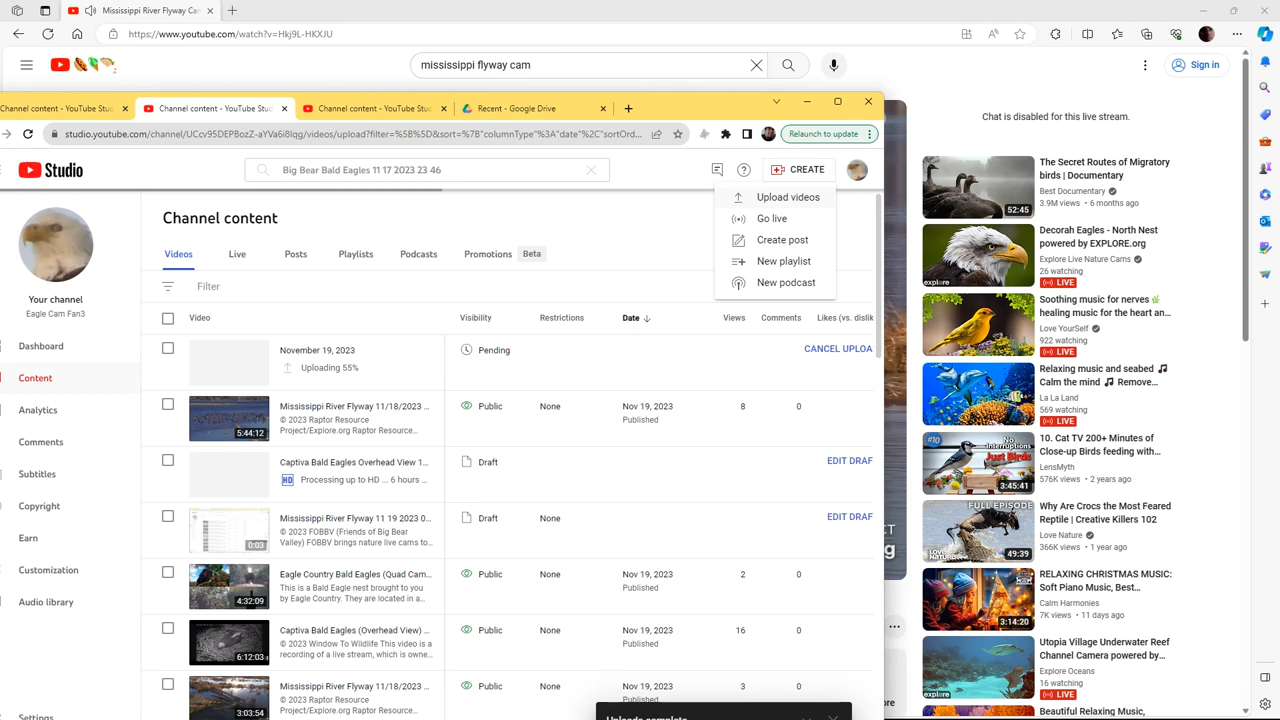 Mississippi River Flyway Cam
https://www.youtube.com/watch?v=Hkj9L-HKXJU
mississippi flyway cam
Sign in
Channel content - YouTube Stu
Channel content - YouTube Stu
Channel content - YouTube Stu
Recent - Google Drive
studio.youtube.com/channel/UCcv95DEPBozZ-aYVa6i8lqg/videos/upload?filter=%5B%5D&sort=%7B"columnType"%3A"date"%2C"sortOrd...
Relaunch to update
Studio
Big Bear Bald Eagles 11 17 2023 23 46
CREATE
Upload videos
Go live
Create post
New playlist
New podcast
Your channel
Eagle Cam Fan3
Dashboard
Content
Analytics
Comments
Subtitles
Copyright
Earn
Customization
Audio library
Settings
Channel content
Videos Live Posts Playlists Podcasts Promotions Beta
Filter
Video Visibility Restrictions Date Views Comments Likes (vs. dislik
November 19, 2023 Pending CANCEL UPLOA
Uploading 55%
5:44:12
Mississippi River Flyway 11/18/2023 ... Public None Nov 19, 2023 8 0
© 2023 Raptor Resource Published
Project/Explore.org Raptor Resource...
Captiva Bald Eagles Overhead View 1... Draft EDIT DRAF
HD
Processing up to HD ... 6 hours ...
0:03
Mississippi River Flyway 11 19 2023 0... Draft None EDIT DRAF
© 2023 FOBBV (Friends of Big Bear
Valley) FOBBV brings nature live cams to...
4:32:09
Eagle Country Bald Eagles (Quad Cam... Public None Nov 19, 2023 2 0
This is a Bald Eagle nest brought to you Published
by Eagle Country. They are located in a...
6:12:03
Captiva Bald Eagles (Overhead View) ... Public None Nov 19, 2023 16 0
© 2023 Window To Wildlife This video is a Published
recording of a live stream, which is owne...
3:03:54
Mississippi River Flyway 11/18/2023 ... Public None Nov 19, 2023 3 0
© 2023 Raptor Resource Published
Project/Explore.org Raptor Resource...
Uploads complete
Chat is disabled for this live stream.
52:45
The Secret Routes of Migratory
birds | Documentary
Best Documentary
3.9M views • 6 months ago
explore
Decorah Eagles - North Nest
powered by EXPLORE.org
Explore Live Nature Cams
26 watching
LIVE
Soothing music for nerves🌿
healing music for the heart an...
Love YourSelf
922 watching
LIVE
Relaxing music and seabed 🎵
Calm the mind 🎵 Remove...
La La Land
569 watching
LIVE
#10
No Interruptions
Just Birds
3:45:41
10. Cat TV 200+ Minutes of
Close-up Birds feeding with...
LensMyth
576K views • 2 years ago
FULL EPISODE
LOVE NATURE
49:39
Why Are Crocs the Most Feared
Reptile | Creative Killers 102
Love Nature
366K views • 1 year ago
3:14:20
RELAXING CHRISTMAS MUSIC:
Soft Piano Music, Best...
Calm Harmonies
7K views • 11 days ago
explore
Utopia Village Underwater Reef
Channel Camera powered by...
Explore Oceans
16 watching
LIVE
Beautiful Relaxing Music,